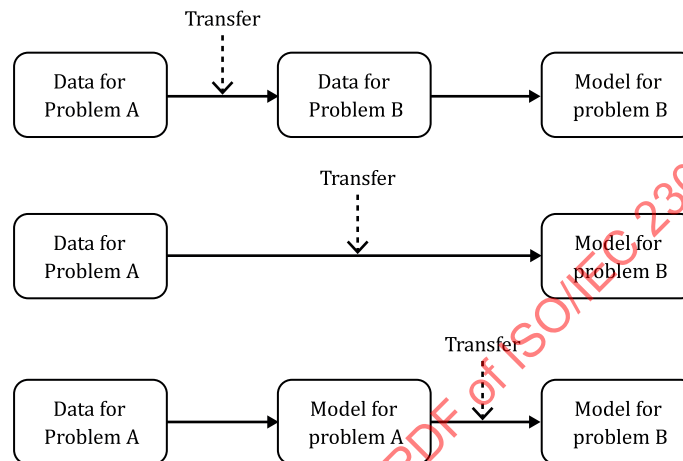 Transfer
Data for
Problem A
Data for
Problem B
Model for
problem B
Transfer
Data for
Problem A
Model for
problem B
Transfer
Data for
Problem A
Model for
problem A
Model for
problem B
PDF of ISO/IEC